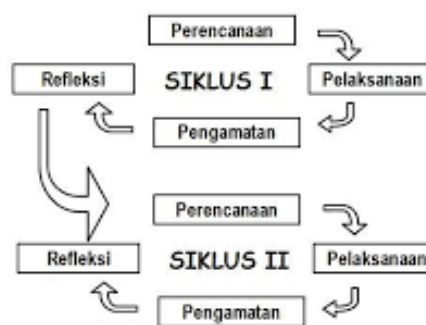 Perencanaan
Refleksi SIKLUS I Pelaksanaan
Pengamatan
Perencanaan
Refleksi SIKLUS II Pelaksanaan
Pengamatan